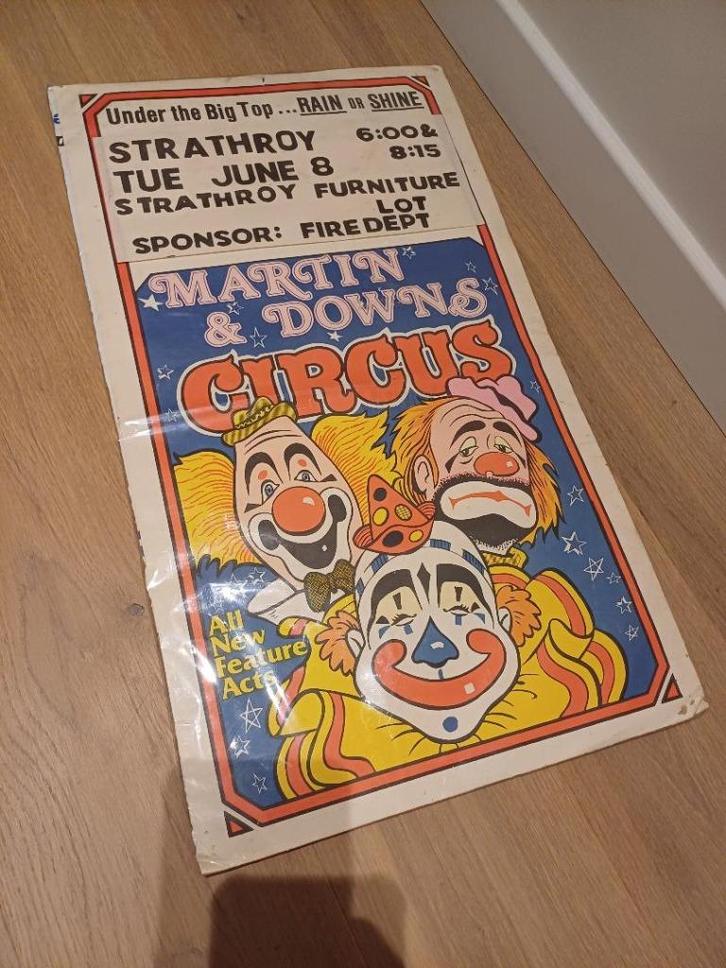 Under the Big Top ... RAIN OR SHINE
STRATHROY 6:00&
8:15
TUE JUNE 8
STRATHROY FURNITURE
LOT
SPONSOR: FIRE DEPT
MARTIN
& DOWNS
CIRCUS
All
New
Feature
Acts